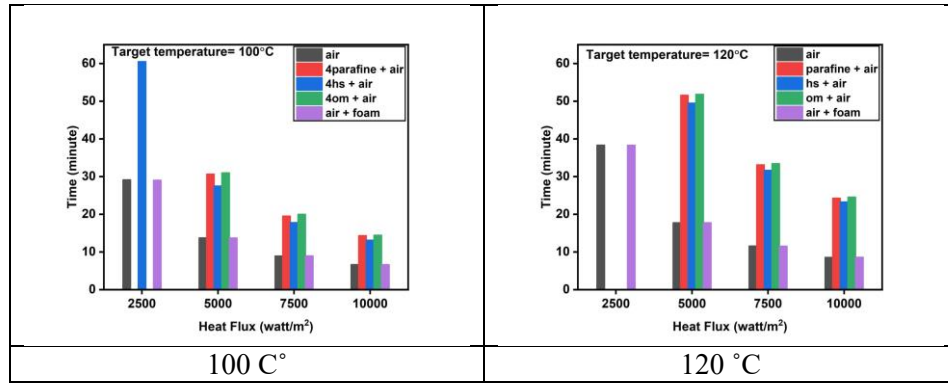 Target temperature= 100°C
air
4parafine + air
4hs + air
4om + air
air + foam
60
50
40
30
20
10
0
Time (minute)
2500 5000 7500 10000
Heat Flux (watt/m²)
100 C˚
Target temperature= 120°C
air
parafine + air
hs + air
om + air
air + foam
60
50
40
30
20
10
0
Time (minute)
2500 5000 7500 10000
Heat Flux (watt/m²)
120 ˚C